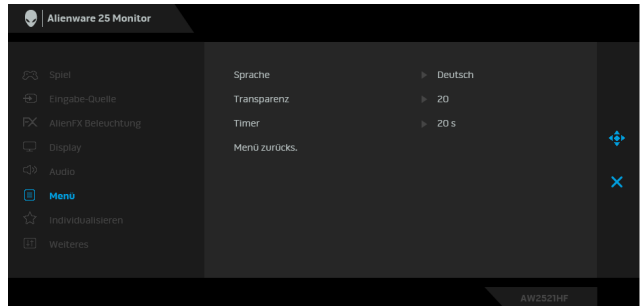 Alienware 25 Monitor
Spiel
Eingabe-Quelle
FX AlienFX Beleuchtung
Display
Audio
Menü
Individualisieren
Weiteres
Sprache Deutsch
Transparenz 20
Timer 20 s
Menü zurücks.
AW2521HF